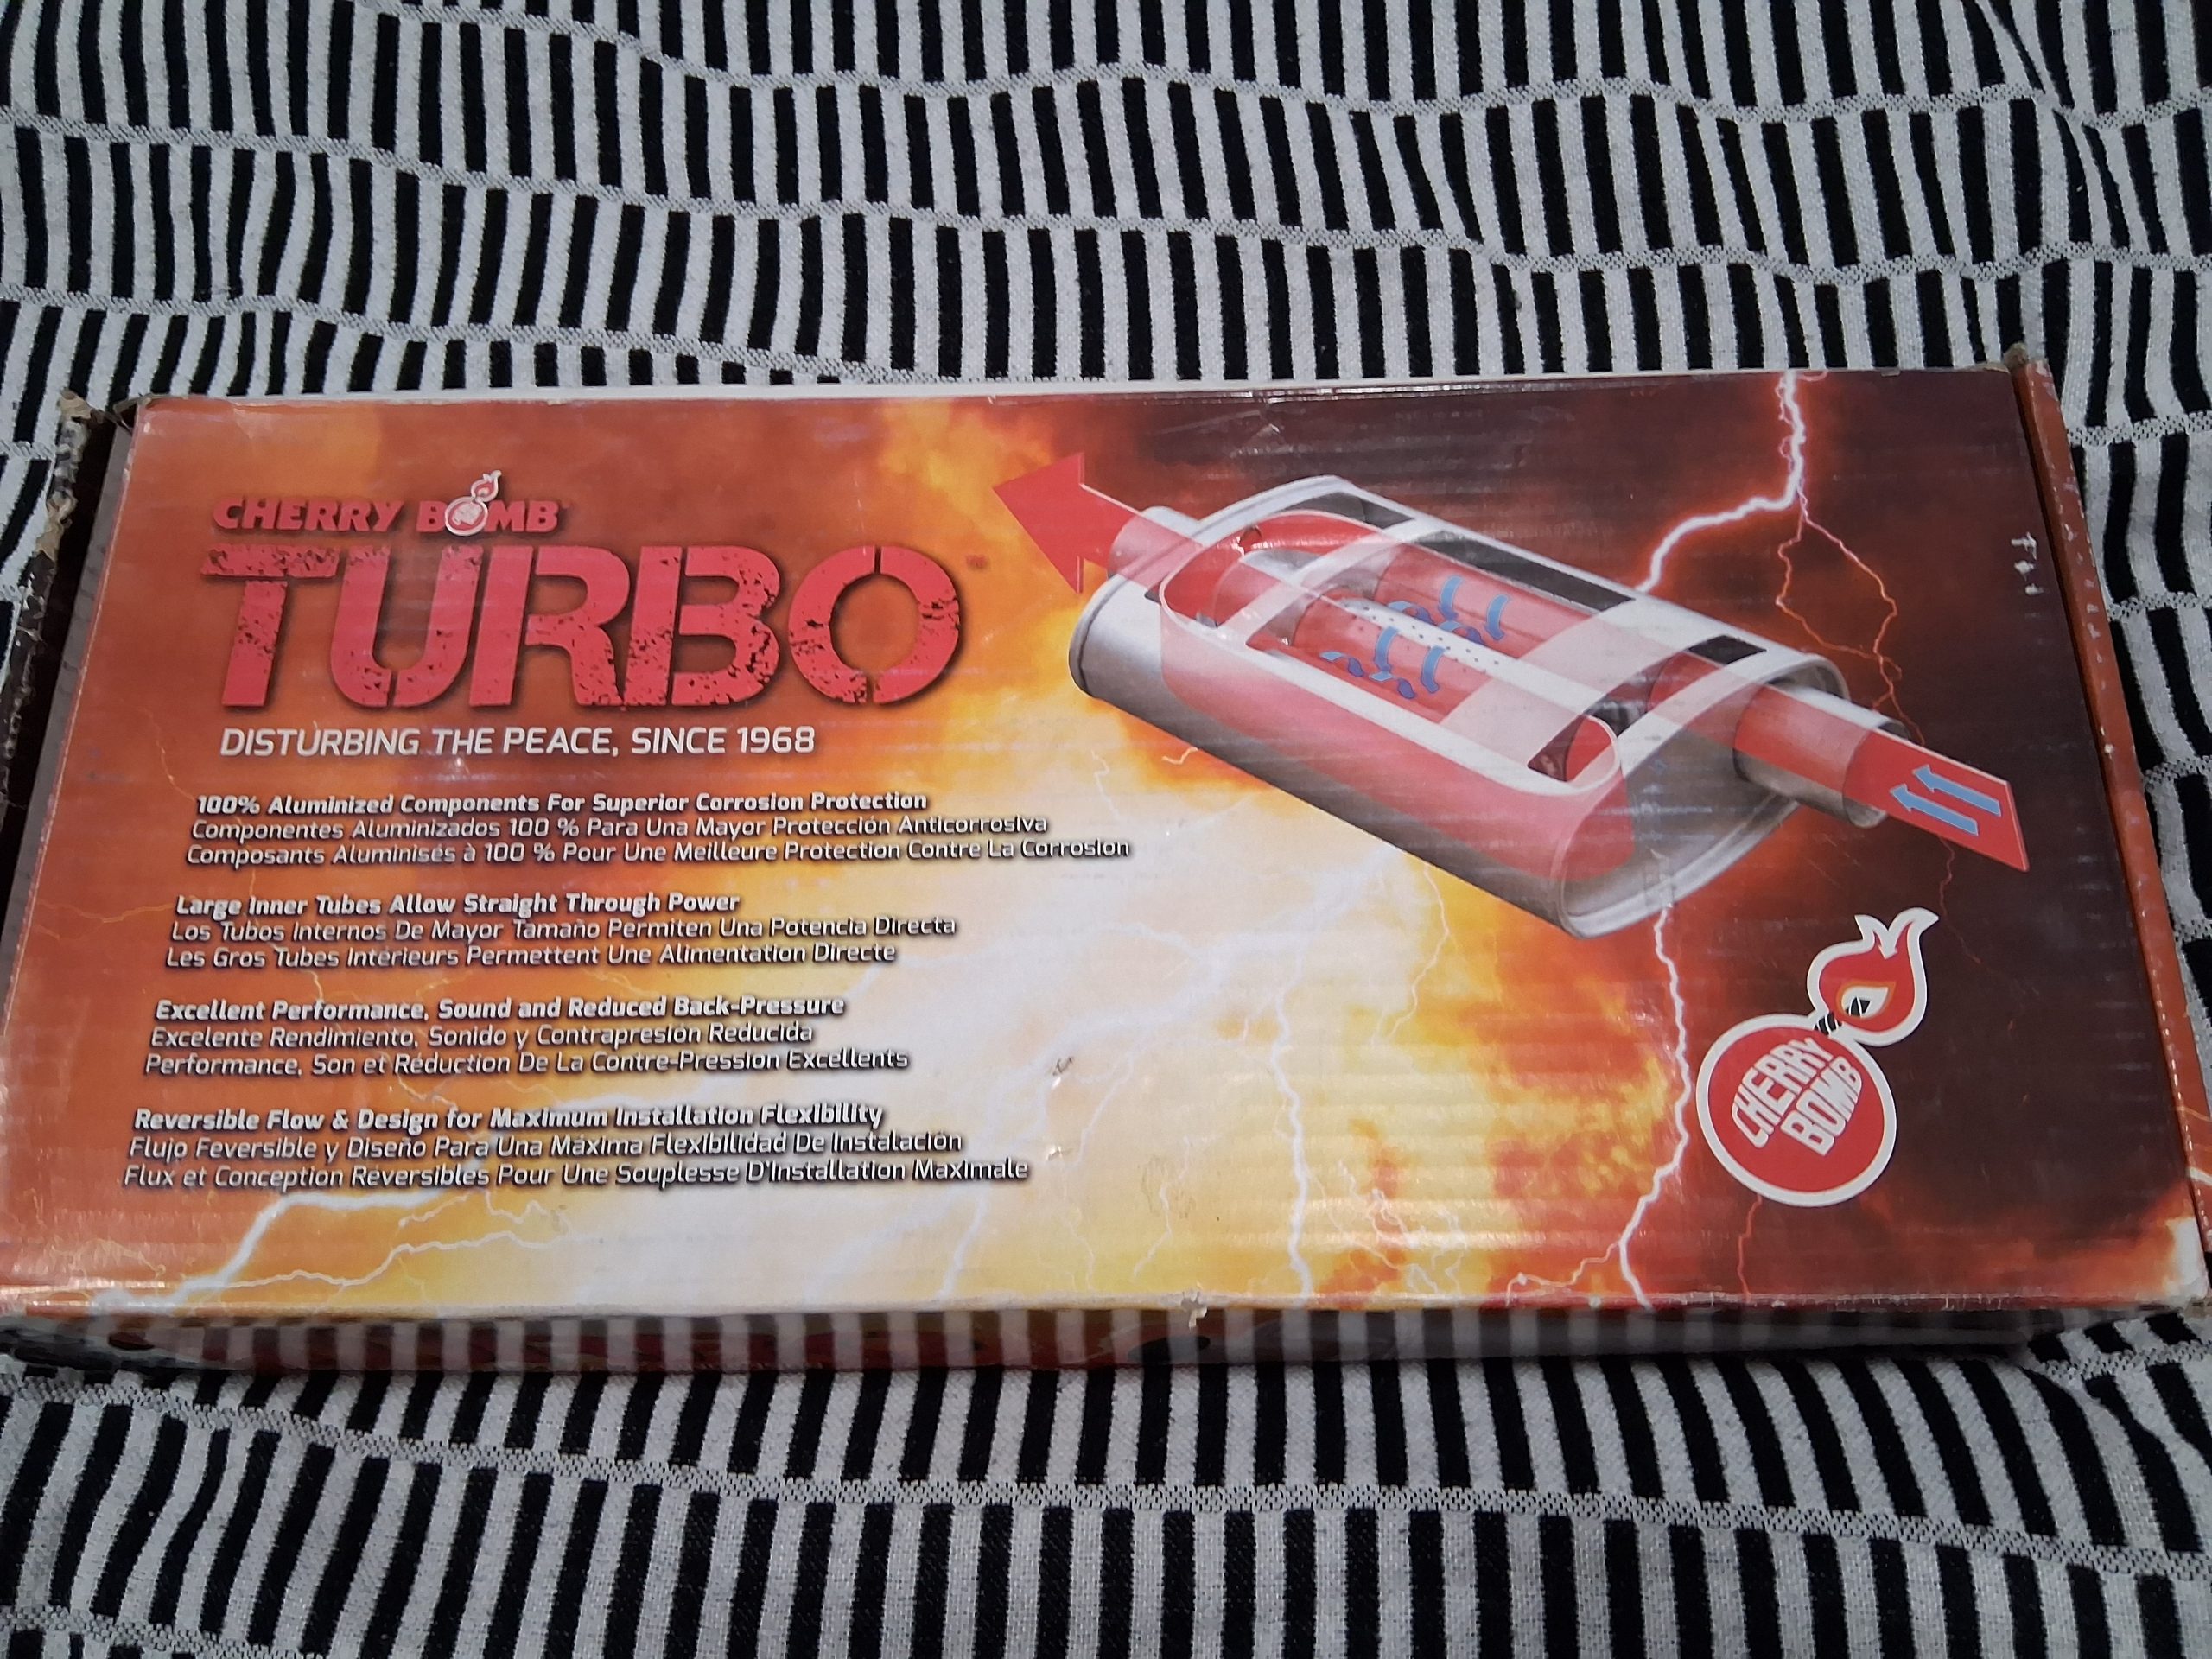 CHERRY BOMB
TURBO
DISTURBING THE PEACE, SINCE 1968
100% Aluminized Components For Superior Corrosion Protection
Componentes Aluminizados 100 % Para Una Mayor Protección Anticorrosiva
Composants Aluminisés à 100 % Pour Une Meilleure Protection Contre La Corrosion
Large Inner Tubes Allow Straight Through Power
Los Tubos Internos De Mayor Tamaño Permiten Una Potencia Directa
Les Gros Tubes Intérieurs Permettent Une Alimentation Directe
Excellent Performance, Sound and Reduced Back-Pressure
Excelente Rendimiento, Sonido y Contrapresión Reducida
Performance, Son et Réduction De La Contre-Pression Excellents
Reversible Flow & Design for Maximum Installation Flexibility
Flujo Feversible y Diseño Para Una Máxima Flexibilidad De Instalación
Flux et Conception Réversibles Pour Une Souplesse D'Installation Maximale
CHERRY
BOMB